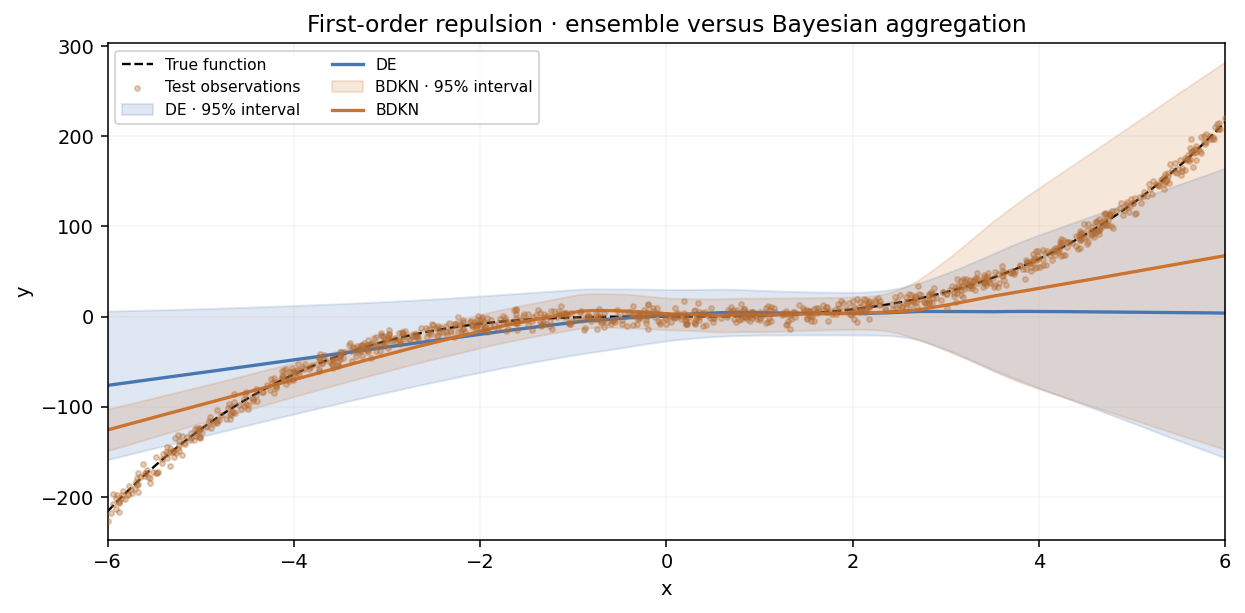 First-order repulsion · ensemble versus Bayesian aggregation
True function
Test observations
DE · 95% interval
DE
BDKN · 95% interval
BDKN
300
200
100
0
−100
−200
y
−6
−4
−2
0
2
4
6
x